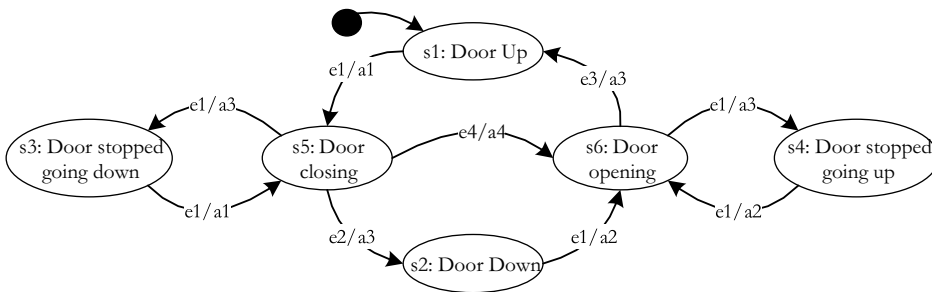 s1: Door Up
e1/a1
e3/a3
e1/a3
e1/a3
s3: Door stopped
going down
s5: Door
closing
e4/a4
s6: Door
opening
s4: Door stopped
going up
e1/a1
e1/a2
e2/a3
e1/a2
s2: Door Down